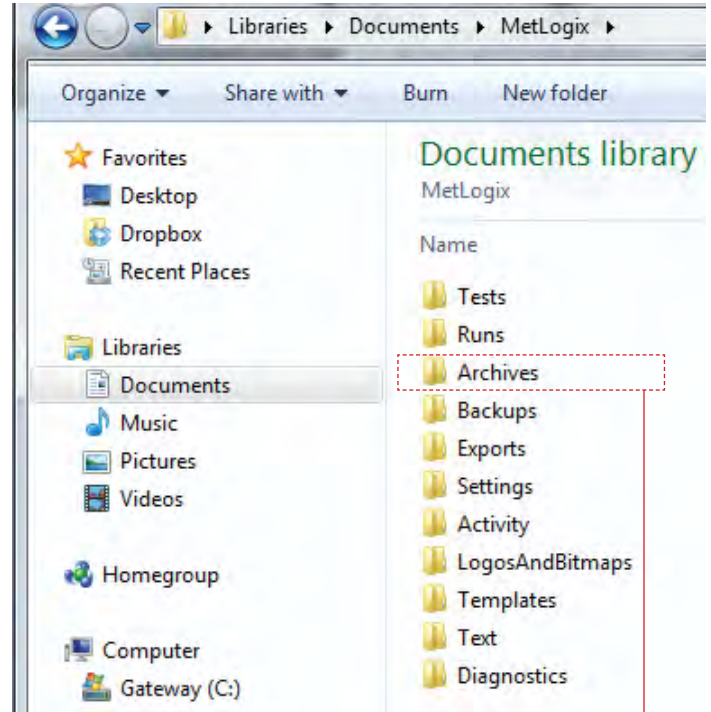 Libraries Documents MetLogix
Organize Share with Burn New folder
Favorites
Desktop
Dropbox
Recent Places
Libraries
Documents
Music
Pictures
Videos
Homegroup
Computer
Gateway (C:)
Documents library
MetLogix
Name
Tests
Runs
Archives
Backups
Exports
Settings
Activity
LogosAndBitmaps
Templates
Text
Diagnostics